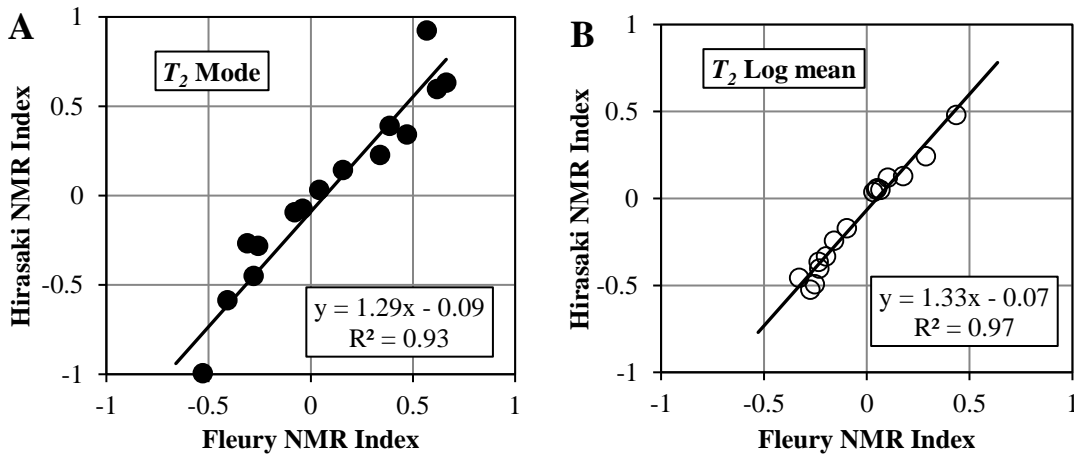 A
T2 Mode
Hirasaki NMR Index
1
0.5
0
-0.5
-1
y = 1.29x - 0.09
R² = 0.93
-1
-0.5
0
0.5
1
Fleury NMR Index
B
T2 Log mean
Hirasaki NMR Index
1
0.5
0
-0.5
-1
y = 1.33x - 0.07
R² = 0.97
-1
-0.5
0
0.5
1
Fleury NMR Index